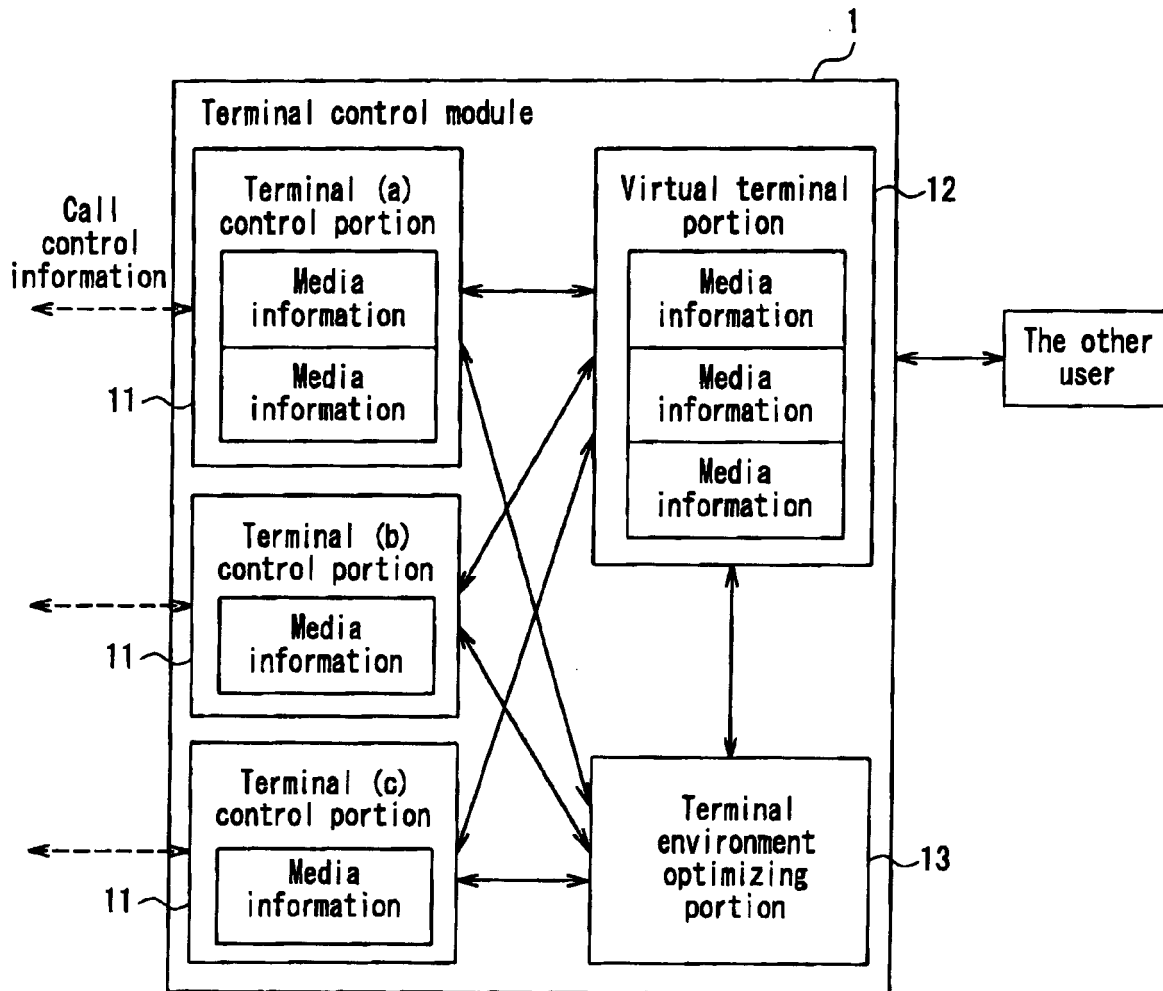 1
Terminal control module
Terminal (a)
control portion
Media
information
Media
information
11
Call
control
information
Virtual terminal
portion
Media
information
Media
information
Media
information
12
The other
user
Terminal (b)
control portion
Media
information
11
Terminal (c)
control portion
Media
information
11
Terminal
environment
optimizing
portion
13